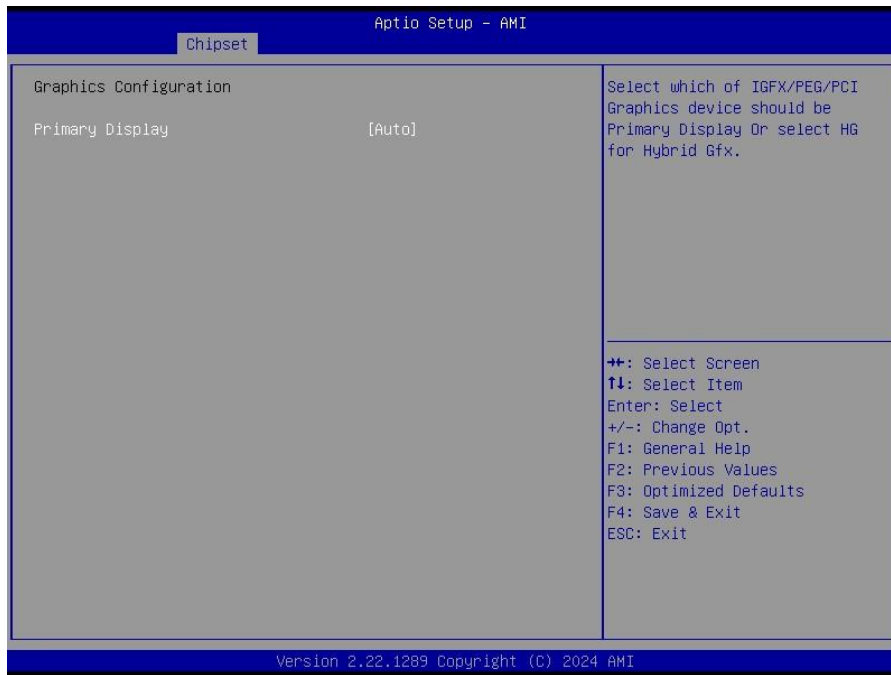 Aptio Setup - AMI
Chipset
Graphics Configuration
Primary Display [Auto]
Select which of IGFX/PEG/PCI
Graphics device should be
Primary Display Or select HG
for Hybrid Gfx.
→←: Select Screen
↑↓: Select Item
Enter: Select
+/-: Change Opt.
F1: General Help
F2: Previous Values
F3: Optimized Defaults
F4: Save & Exit
ESC: Exit
Version 2.22.1289 Copyright (C) 2024 AMI